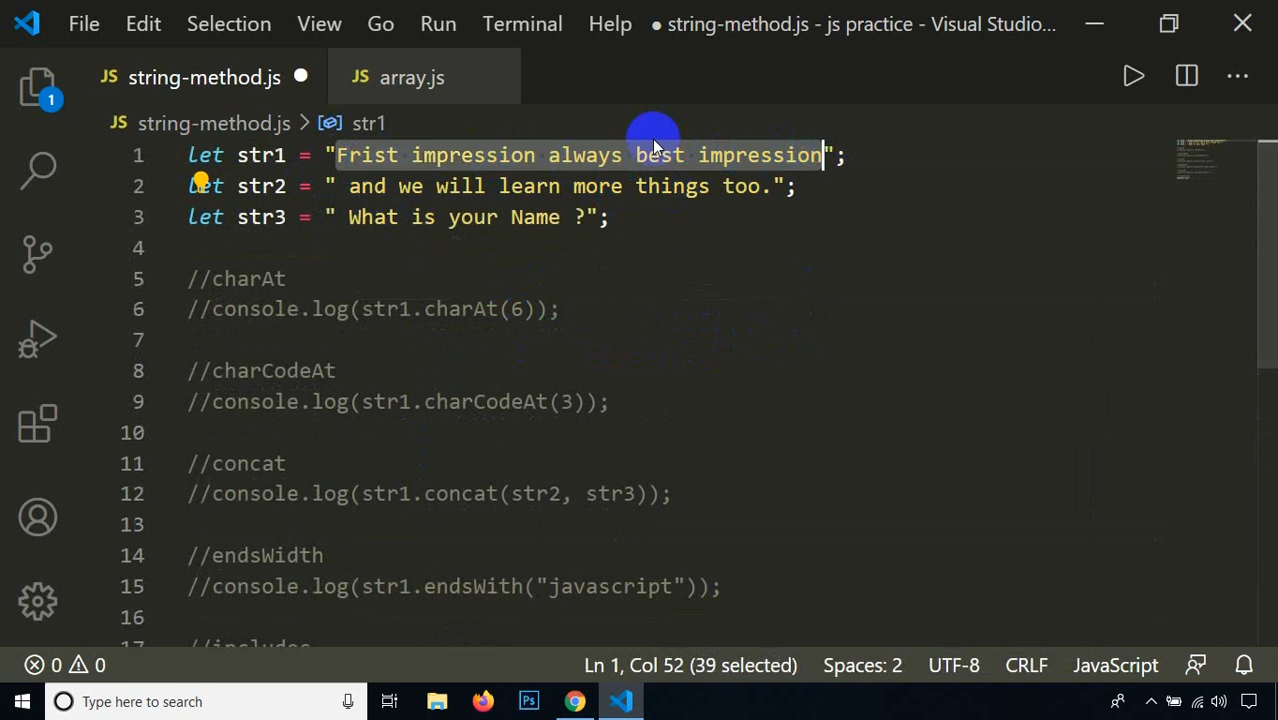 File Edit Selection View Go Run Terminal Help ● string-method.js - js practice - Visual Studio...
JS string-method.js JS array.js
1
JS string-method.js > str1
1 let str1 = "Frist impression always best impression";
2 let str2 = " and we will learn more things too.";
3 let str3 = " What is your Name ?";
4
5 //charAt
6 //console.log(str1.charAt(6));
7
8 //charCodeAt
9 //console.log(str1.charCodeAt(3));
10
11 //concat
12 //console.log(str1.concat(str2, str3));
13
14 //endsWidth
15 //console.log(str1.endsWith("javascript"));
16
17 //includes
0 0 Ln 1, Col 52 (39 selected) Spaces: 2 UTF-8 CRLF JavaScript
Type here to search Ps